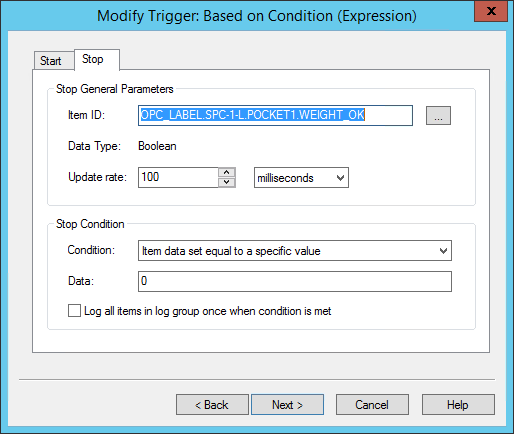 Modify Trigger: Based on Condition (Expression)
x
Start Stop
Stop General Parameters
Item ID: OPC_LABEL.SPC-1-L.POCKET1.WEIGHT_OK ...
Data Type: Boolean
Update rate: 100 milliseconds
Stop Condition
Condition: Item data set equal to a specific value
Data: 0
Log all items in log group once when condition is met
< Back Next > Cancel Help